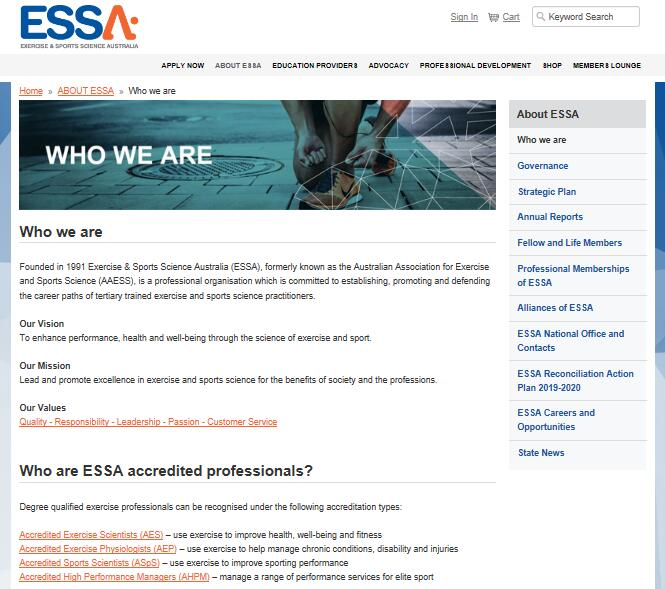 ESSA
EXERCISE & SPORTS SCIENCE AUSTRALIA
Sign In Cart Keyword Search
APPLY NOW ABOUT ESSA EDUCATION PROVIDERS ADVOCACY PROFESSIONAL DEVELOPMENT SHOP MEMBERS LOUNGE
Home » ABOUT ESSA » Who we are
WHO WE ARE
Who we are
Founded in 1991 Exercise & Sports Science Australia (ESSA), formerly known as the Australian Association for Exercise
and Sports Science (AAESS), is a professional organisation which is committed to establishing, promoting and defending
the career paths of tertiary trained exercise and sports science practitioners.
Our Vision
To enhance performance, health and well-being through the science of exercise and sport.
Our Mission
Lead and promote excellence in exercise and sports science for the benefits of society and the professions.
Our Values
Quality - Responsibility - Leadership - Passion - Customer Service
Who are ESSA accredited professionals?
Degree qualified exercise professionals can be recognised under the following accreditation types:
Accredited Exercise Scientists (AES) – use exercise to improve health, well-being and fitness
Accredited Exercise Physiologists (AEP) – use exercise to help manage chronic conditions, disability and injuries
Accredited Sports Scientists (ASpS) – use exercise to improve sporting performance
Accredited High Performance Managers (AHPM) – manage a range of performance services for elite sport
About ESSA
Who we are
Governance
Strategic Plan
Annual Reports
Fellow and Life Members
Professional Memberships
of ESSA
Alliances of ESSA
ESSA National Office and
Contacts
ESSA Reconciliation Action
Plan 2019-2020
ESSA Careers and
Opportunities
State News